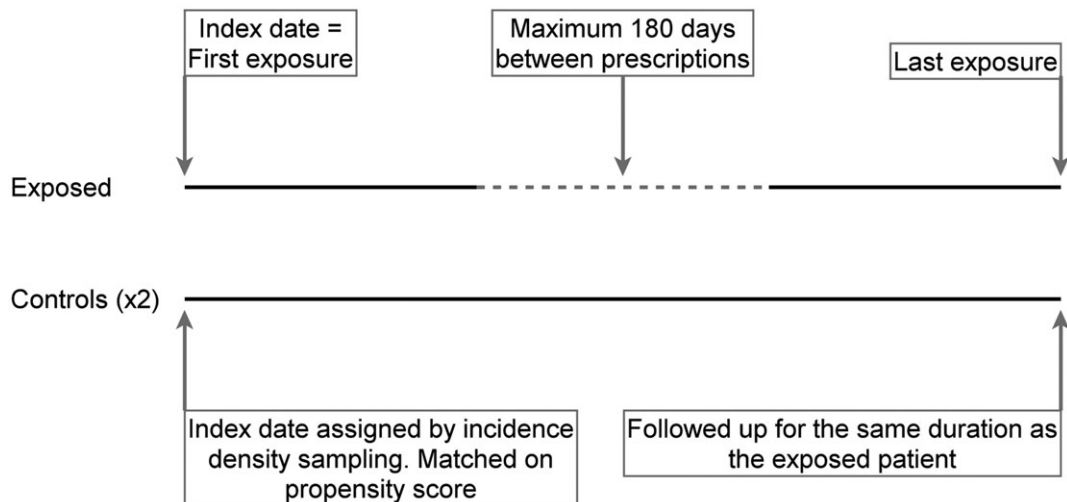 Index date =
First exposure
Maximum 180 days
between prescriptions
Last exposure
Exposed
Controls (x2)
Index date assigned by incidence
density sampling. Matched on
propensity score
Followed up for the same duration as
the exposed patient